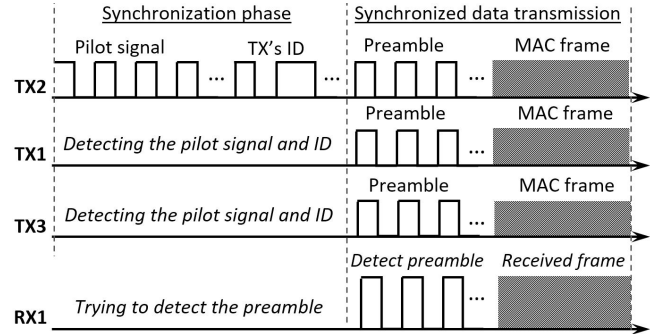 Synchronization phase Synchronized data transmission
Pilot signal TX's ID Preamble MAC frame
... ... ...
TX2
Preamble MAC frame
Detecting the pilot signal and ID ...
TX1
Preamble MAC frame
Detecting the pilot signal and ID ...
TX3
Detect preamble Received frame
Trying to detect the preamble ...
RX1